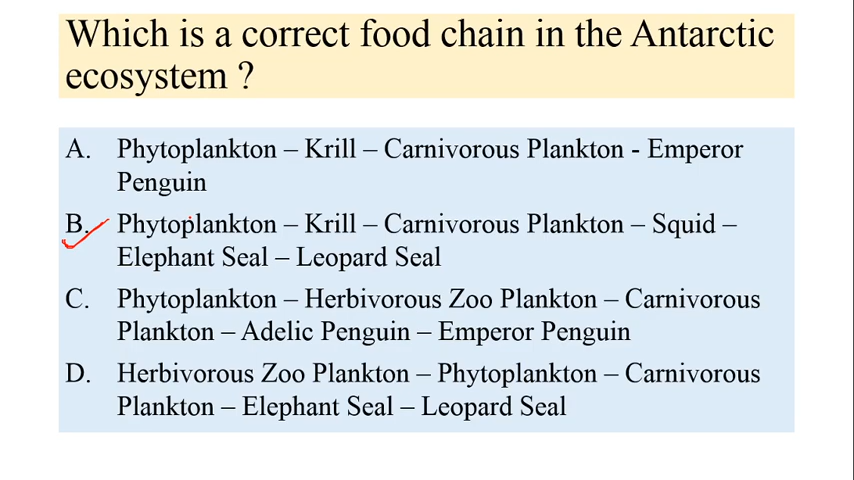 Which is a correct food chain in the Antarctic
ecosystem ?
A. Phytoplankton – Krill – Carnivorous Plankton - Emperor
Penguin
B. Phytoplankton – Krill – Carnivorous Plankton – Squid –
Elephant Seal – Leopard Seal
C. Phytoplankton – Herbivorous Zoo Plankton – Carnivorous
Plankton – Adelic Penguin – Emperor Penguin
D. Herbivorous Zoo Plankton – Phytoplankton – Carnivorous
Plankton – Elephant Seal – Leopard Seal